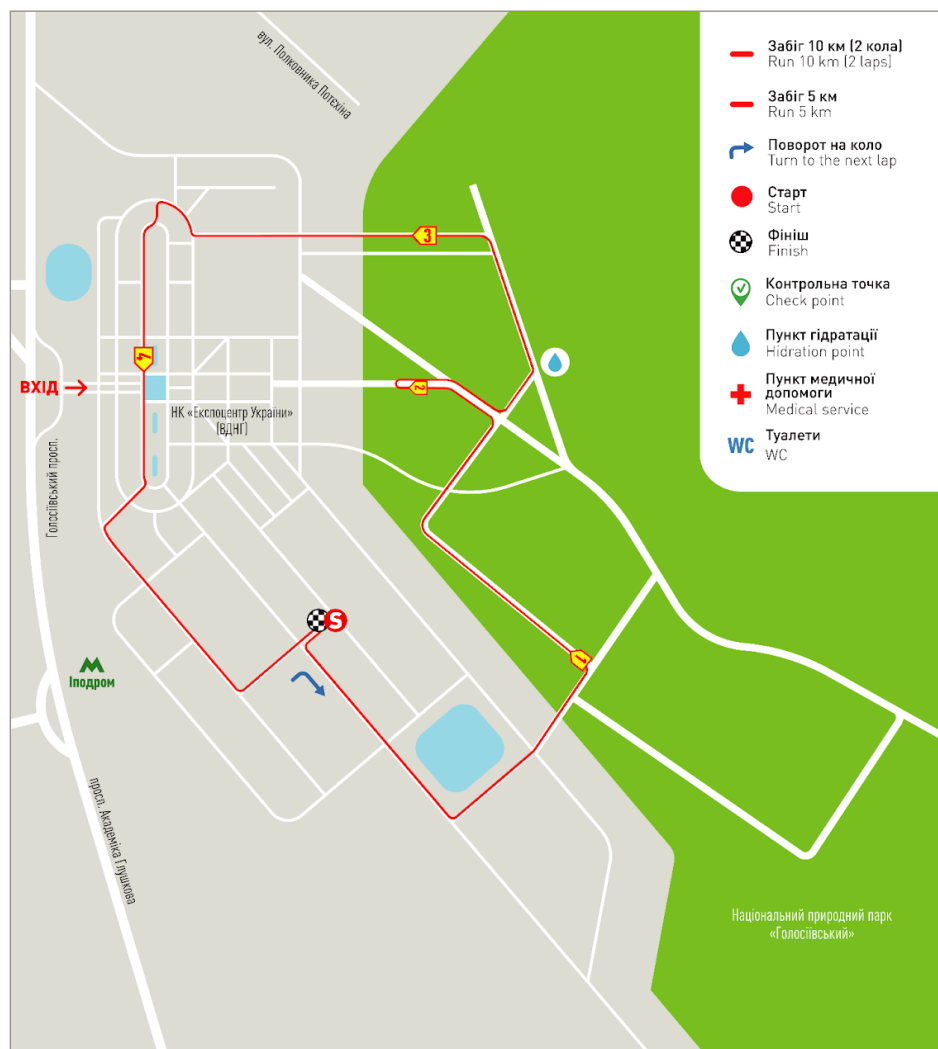 вул. Полковника Потєхіна
Забіг 10 км (2 кола)
Run 10 km (2 laps)
Забіг 5 км
Run 5 km
Поворот на коло
Turn to the next lap
Старт
Start
Фініш
Finish
Контрольна точка
Check point
Пункт гідратації
Hidration point
Пункт медичної
допомоги
Medical service
WC Туалети
WC
3
4
2
ВХІД
НК «Експоцентр України»
(ВДНГ)
Голосіївський просп.
S
1
Іподром
просп. Академіка Глушкова
Національний природний парк
«Голосіївський»